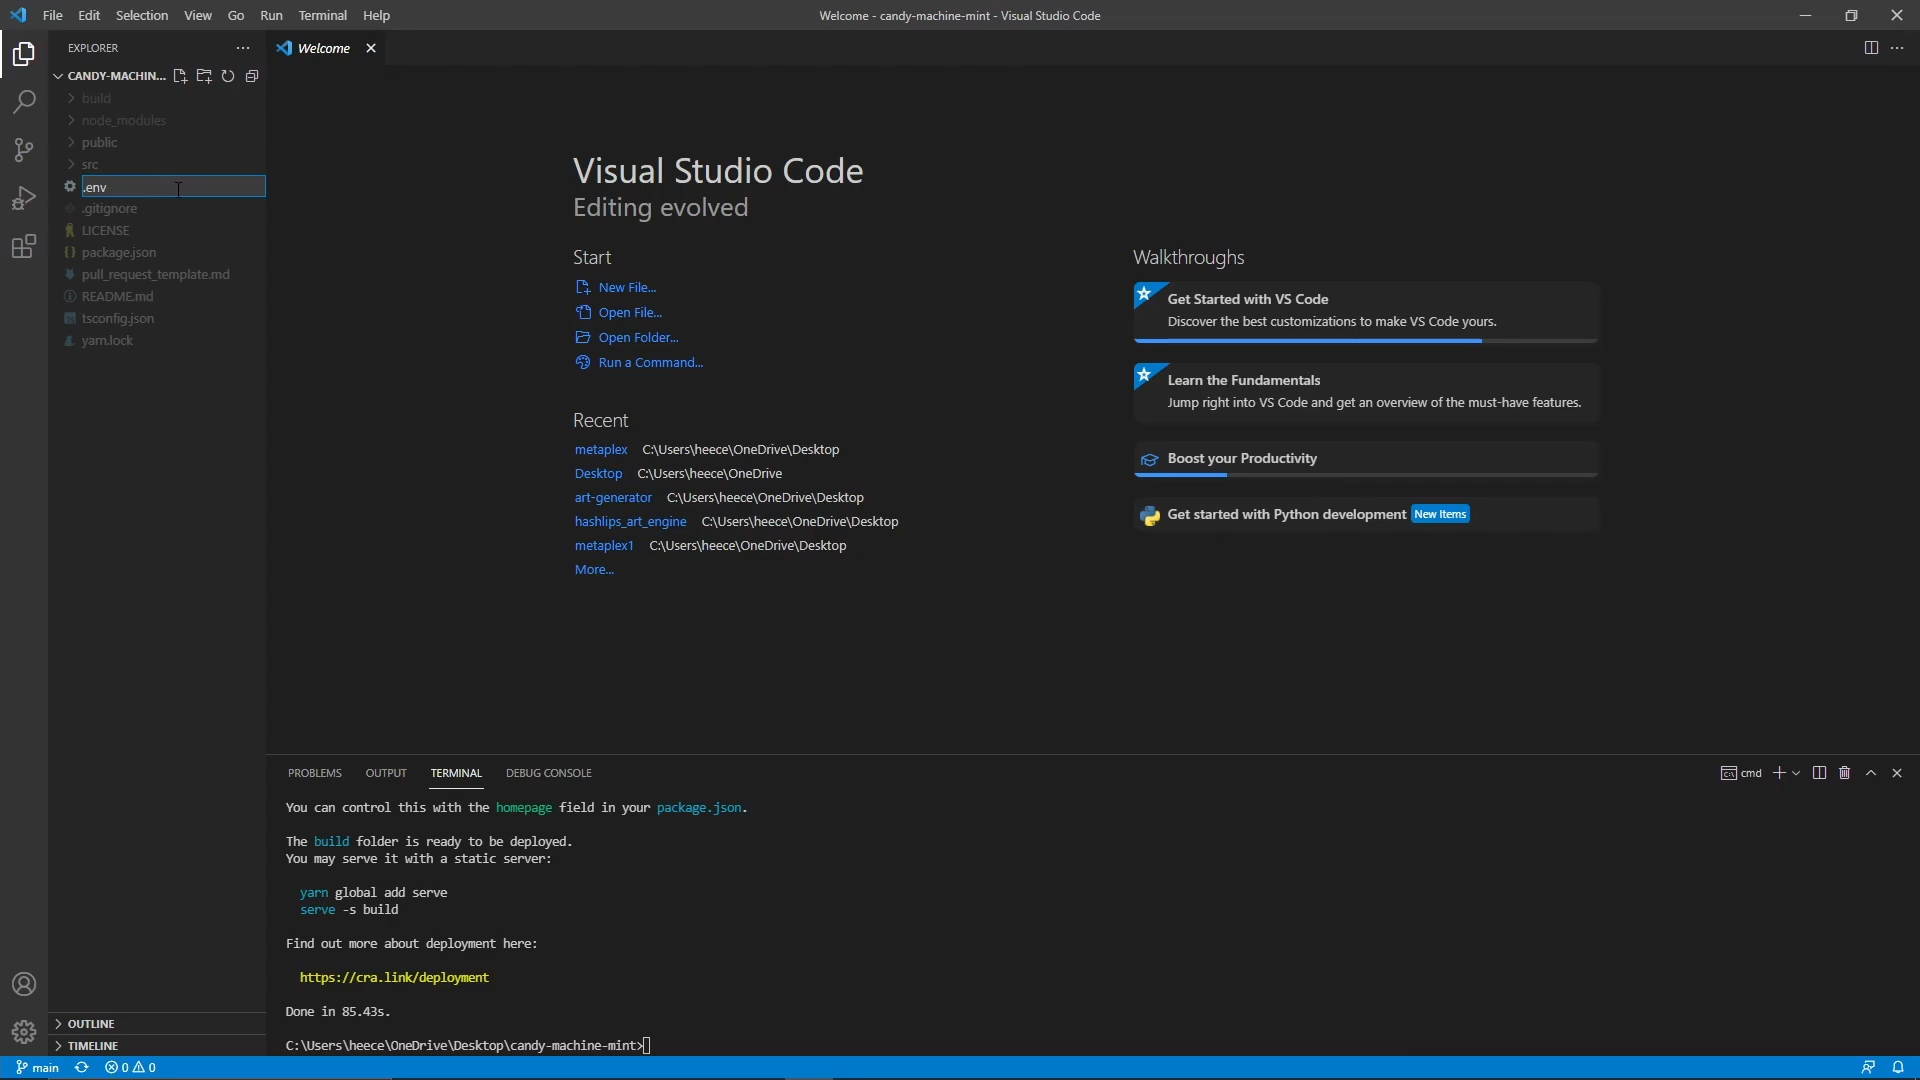 File Edit Selection View Go Run Terminal Help
Welcome - candy-machine-mint - Visual Studio Code
EXPLORER
Welcome
CANDY-MACHIN...
build
node_modules
public
src
.env
.gitignore
LICENSE
package.json
pull_request_template.md
README.md
tsconfig.json
yarn.lock
OUTLINE
TIMELINE
Visual Studio Code
Editing evolved
Start
New File...
Open File...
Open Folder...
Run a Command...
Recent
metaplex C:\Users\heece\OneDrive\Desktop
Desktop C:\Users\heece\OneDrive
art-generator C:\Users\heece\OneDrive\Desktop
hashlips_art_engine C:\Users\heece\OneDrive\Desktop
metaplex1 C:\Users\heece\OneDrive\Desktop
More...
Walkthroughs
Get Started with VS Code
Discover the best customizations to make VS Code yours.
Learn the Fundamentals
Jump right into VS Code and get an overview of the must-have features.
Boost your Productivity
Get started with Python development New Items
PROBLEMS OUTPUT TERMINAL DEBUG CONSOLE
cmd
You can control this with the homepage field in your package.json.
The build folder is ready to be deployed.
You may serve it with a static server:
yarn global add serve
serve -s build
Find out more about deployment here:
https://cra.link/deployment
Done in 85.43s.
C:\Users\heece\OneDrive\Desktop\candy-machine-mint>
main 0 0